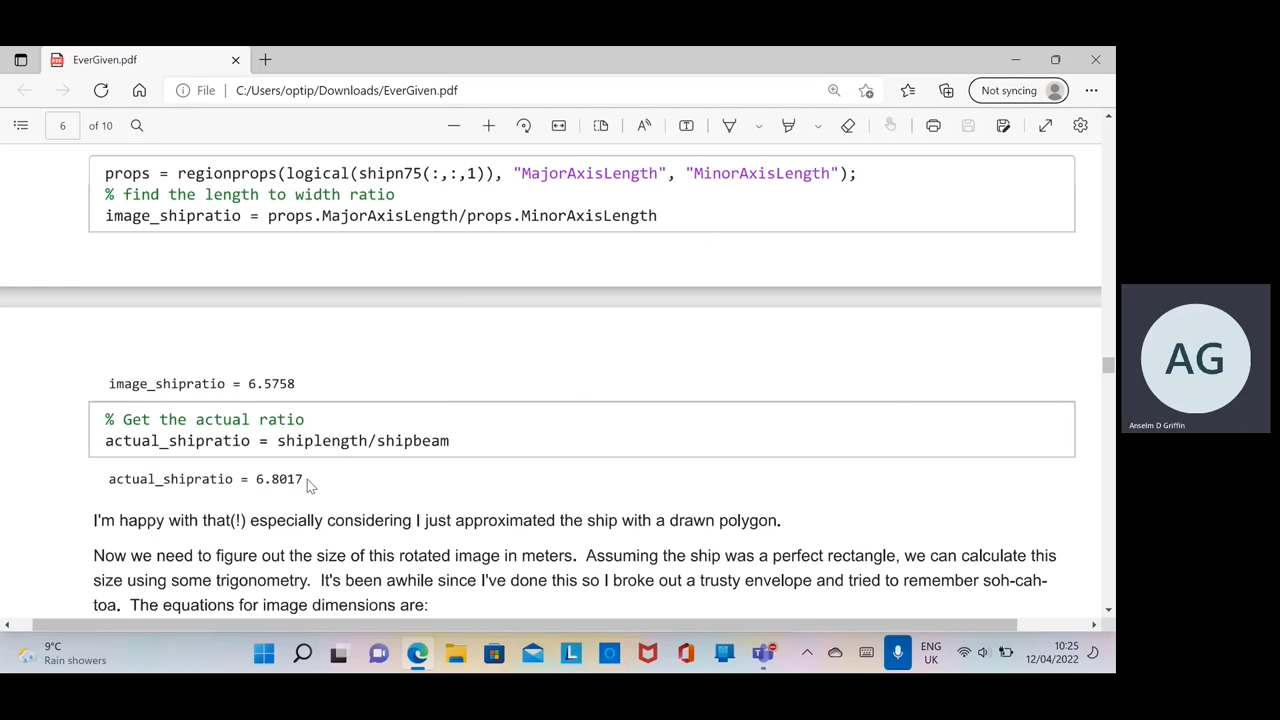 EverGiven.pdf
File C:/Users/optip/Downloads/EverGiven.pdf
Not syncing
6 of 10
props = regionprops(logical(shipn75(:,:,1)), "MajorAxisLength", "MinorAxisLength");
% find the length to width ratio
image_shipratio = props.MajorAxisLength/props.MinorAxisLength
image_shipratio = 6.5758
% Get the actual ratio
actual_shipratio = shiplength/shipbeam
actual_shipratio = 6.8017
I'm happy with that(!) especially considering I just approximated the ship with a drawn polygon.
Now we need to figure out the size of this rotated image in meters. Assuming the ship was a perfect rectangle, we can calculate this
size using some trigonometry. It's been awhile since I've done this so I broke out a trusty envelope and tried to remember soh-cah-
toa. The equations for image dimensions are:
AG
Anselm D Griffin
9°C
Rain showers
ENG
UK
10:25
12/04/2022